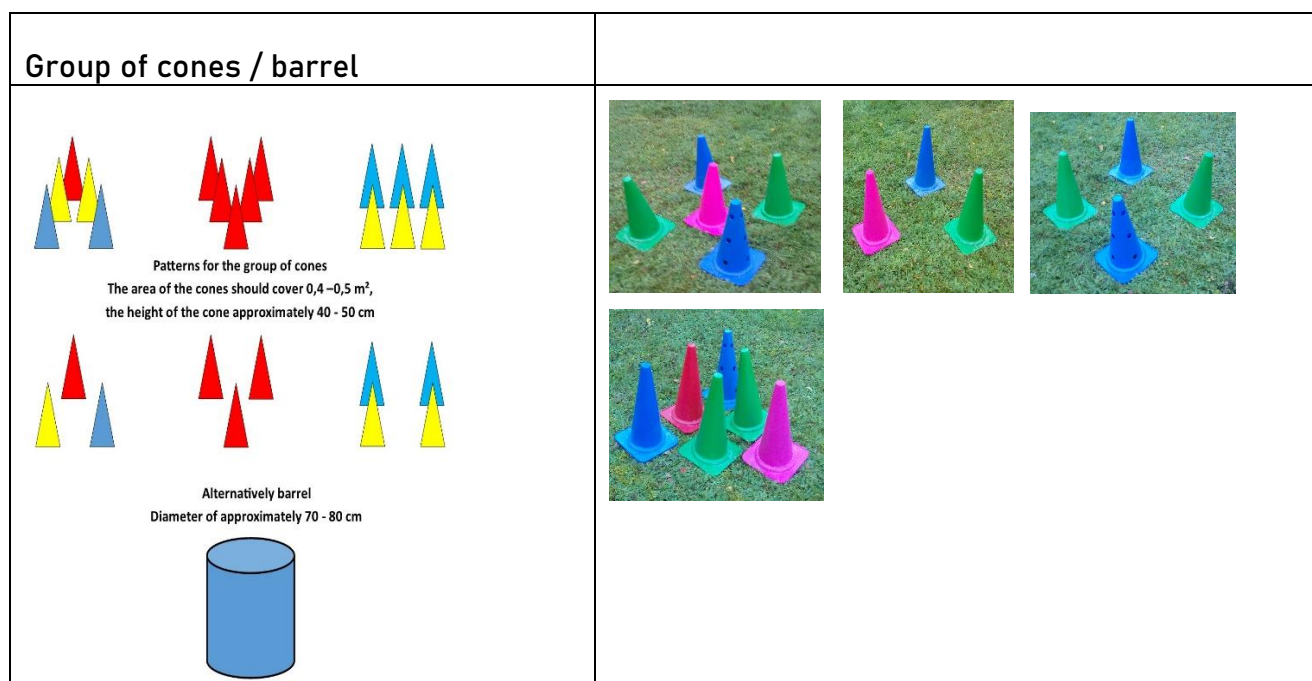 Group of cones / barrel
Patterns for the group of cones
The area of the cones should cover 0,4 –0,5 m²,
the height of the cone approximately 40 - 50 cm
Alternatively barrel
Diameter of approximately 70 - 80 cm